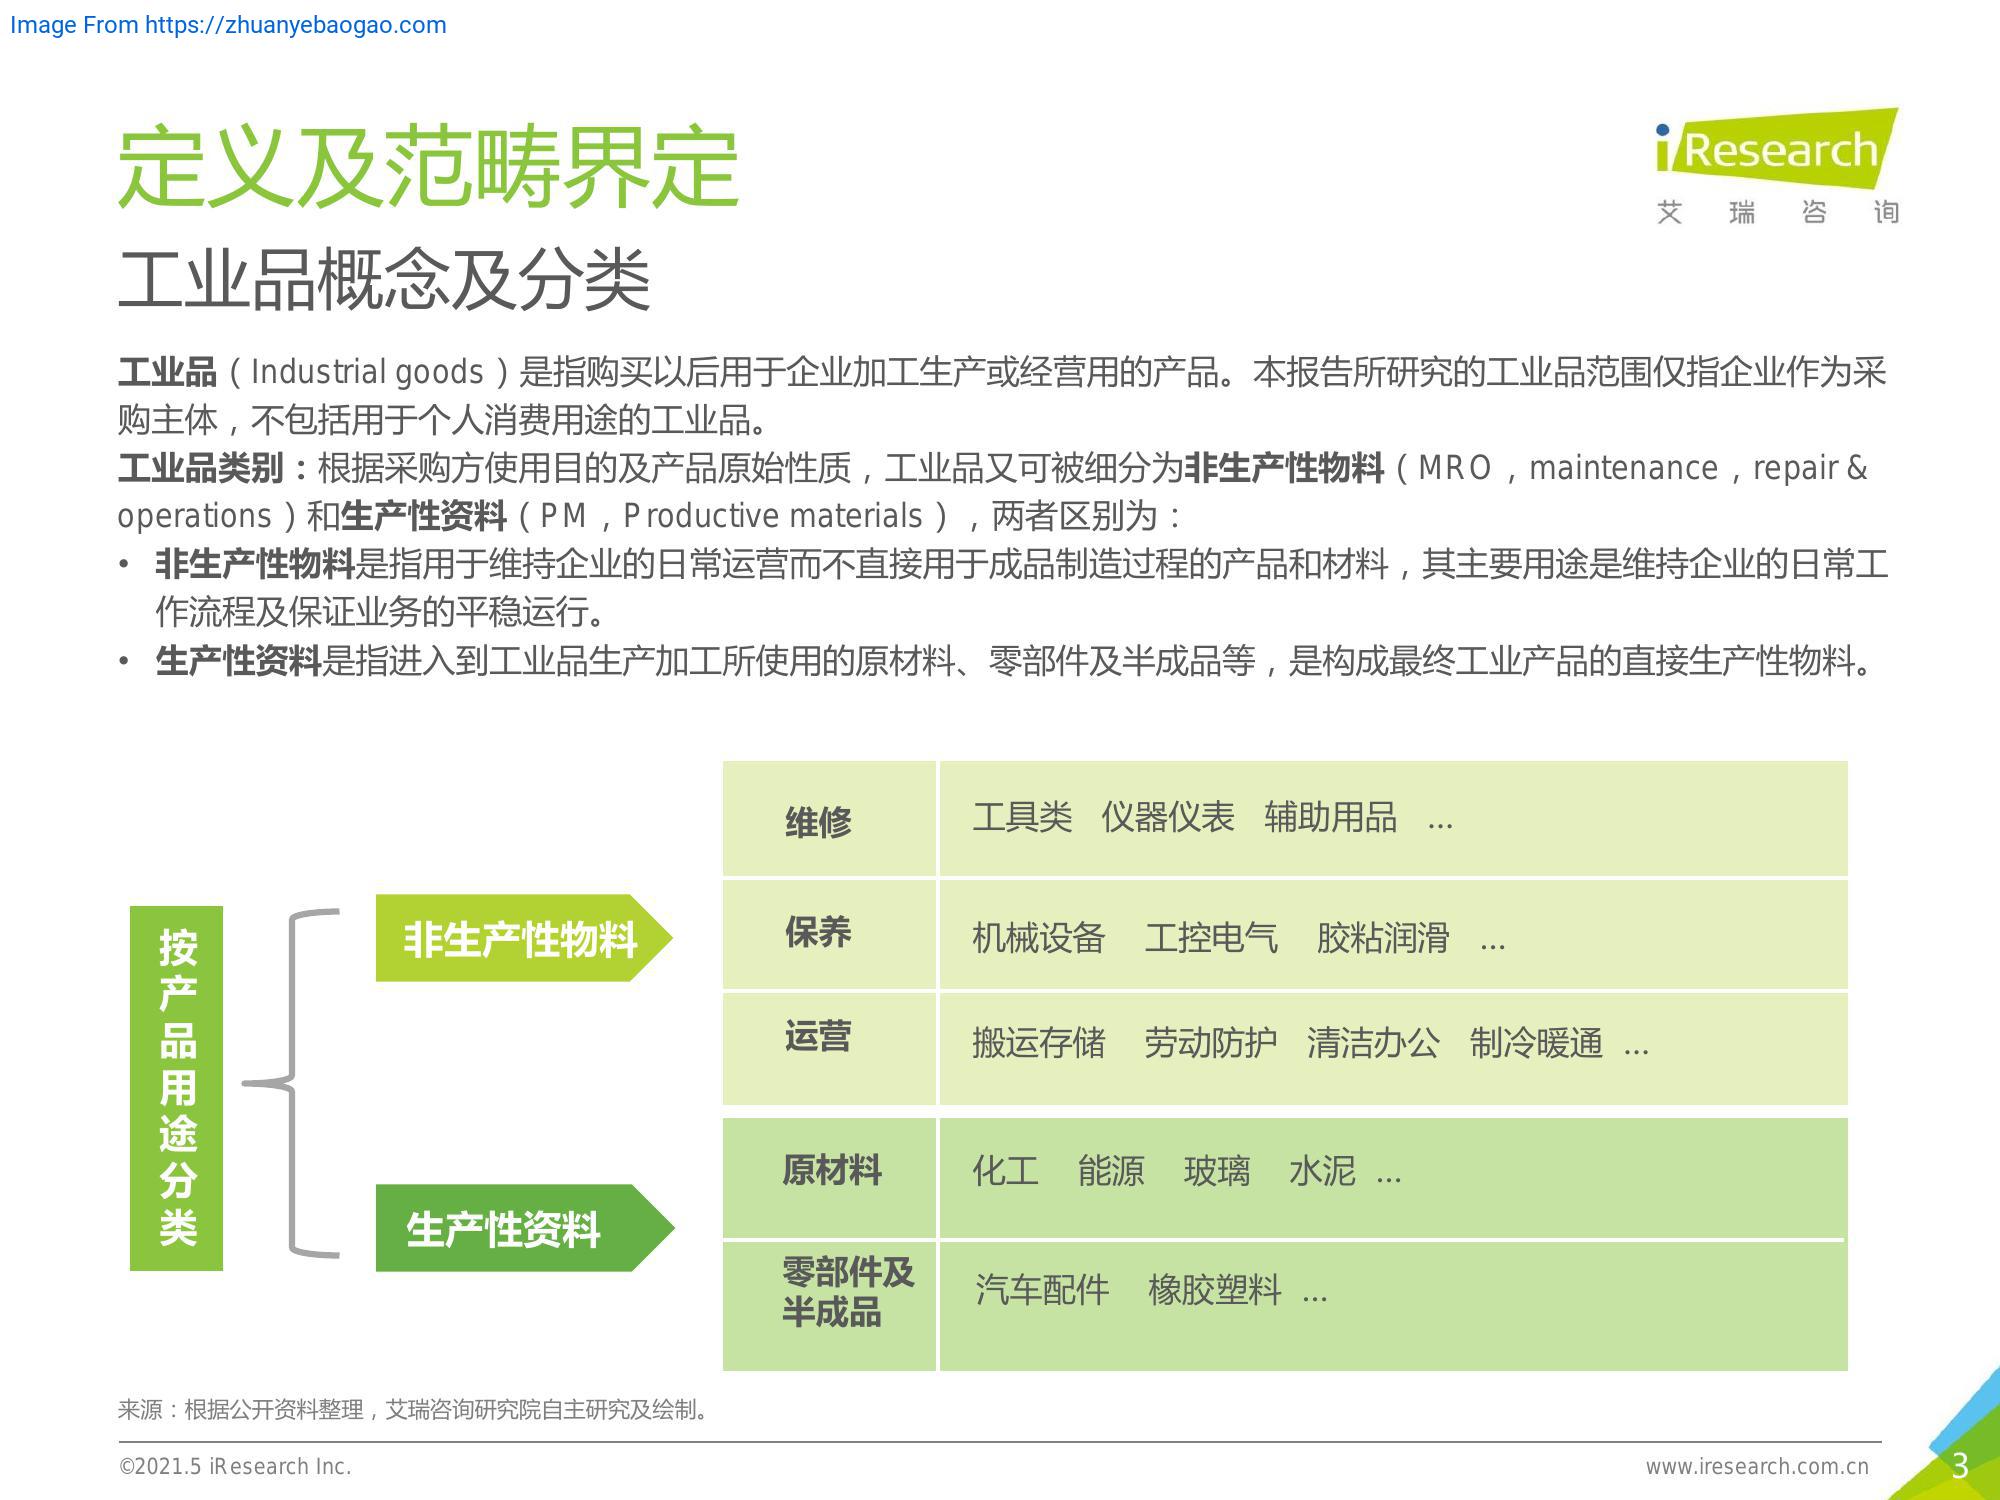 Image From https://zhuanyebaogao.com
定义及范畴界定
iResearch
艾瑞咨询
工业品概念及分类
工业品（Industrial goods）是指购买以后用于企业加工生产或经营用的产品。本报告所研究的工业品范围仅指企业作为采
购主体，不包括用于个人消费用途的工业品。
工业品类别：根据采购方使用目的及产品原始性质，工业品又可被细分为非生产性物料（MRO，maintenance，repair &
operations）和生产性资料（PM，Productive materials），两者区别为：
• 非生产性物料是指用于维持企业的日常运营而不直接用于成品制造过程的产品和材料，其主要用途是维持企业的日常工
作流程及保证业务的平稳运行。
• 生产性资料是指进入到工业品生产加工所使用的原材料、零部件及半成品等，是构成最终工业产品的直接生产性物料。
按产品用途分类
非生产性物料
维修 工具类 仪器仪表 辅助用品 …
保养 机械设备 工控电气 胶粘润滑 …
运营 搬运存储 劳动防护 清洁办公 制冷暖通 …
生产性资料
原材料 化工 能源 玻璃 水泥 …
零部件及
半成品 汽车配件 橡胶塑料 …
来源：根据公开资料整理，艾瑞咨询研究院自主研究及绘制。
©2021.5 iResearch Inc.
www.iresearch.com.cn
3